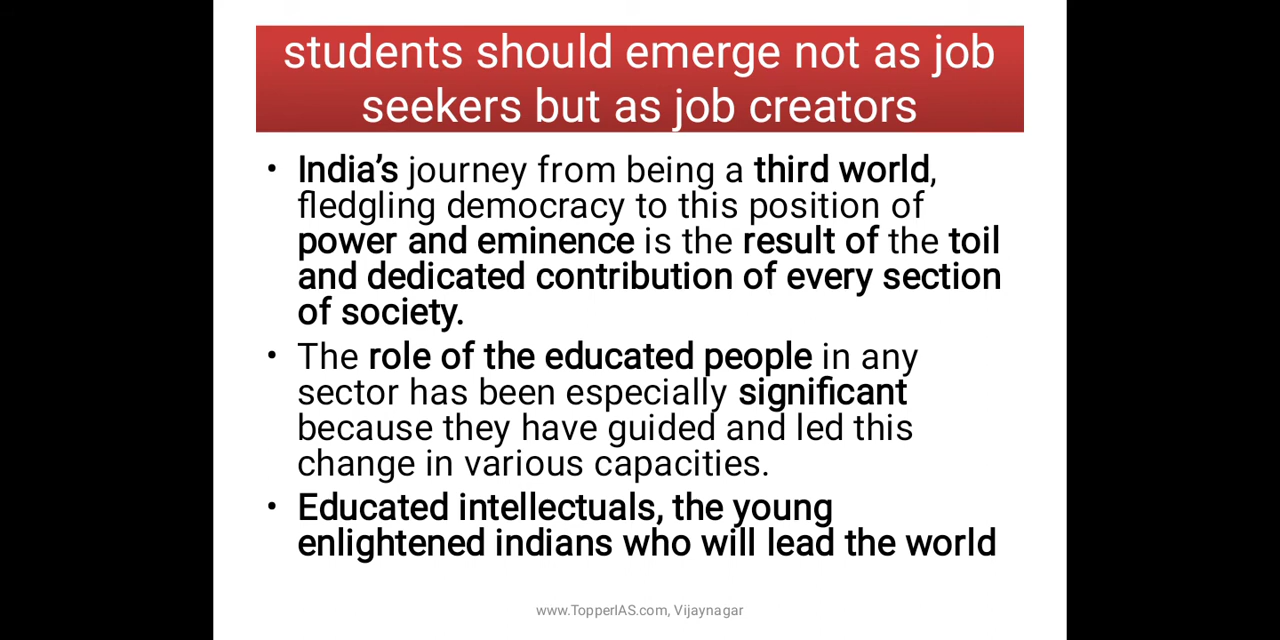 students should emerge not as job
seekers but as job creators
• India’s journey from being a third world,
fledgling democracy to this position of
power and eminence is the result of the toil
and dedicated contribution of every section
of society.
• The role of the educated people in any
sector has been especially significant
because they have guided and led this
change in various capacities.
• Educated intellectuals, the young
enlightened indians who will lead the world
www.TopperIAS.com, Vijaynagar